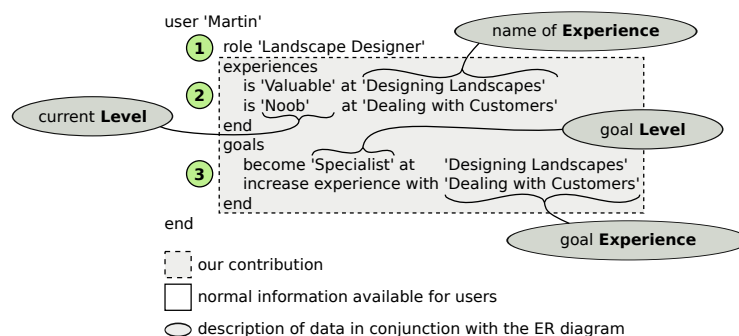 user 'Martin'
name of Experience
1 role 'Landscape Designer'
experiences
2 is 'Valuable' at 'Designing Landscapes'
is 'Noob' at 'Dealing with Customers'
current Level
end
goal Level
goals
3 become 'Specialist' at 'Designing Landscapes'
increase experience with 'Dealing with Customers'
end
end
goal Experience
our contribution
normal information available for users
description of data in conjunction with the ER diagram